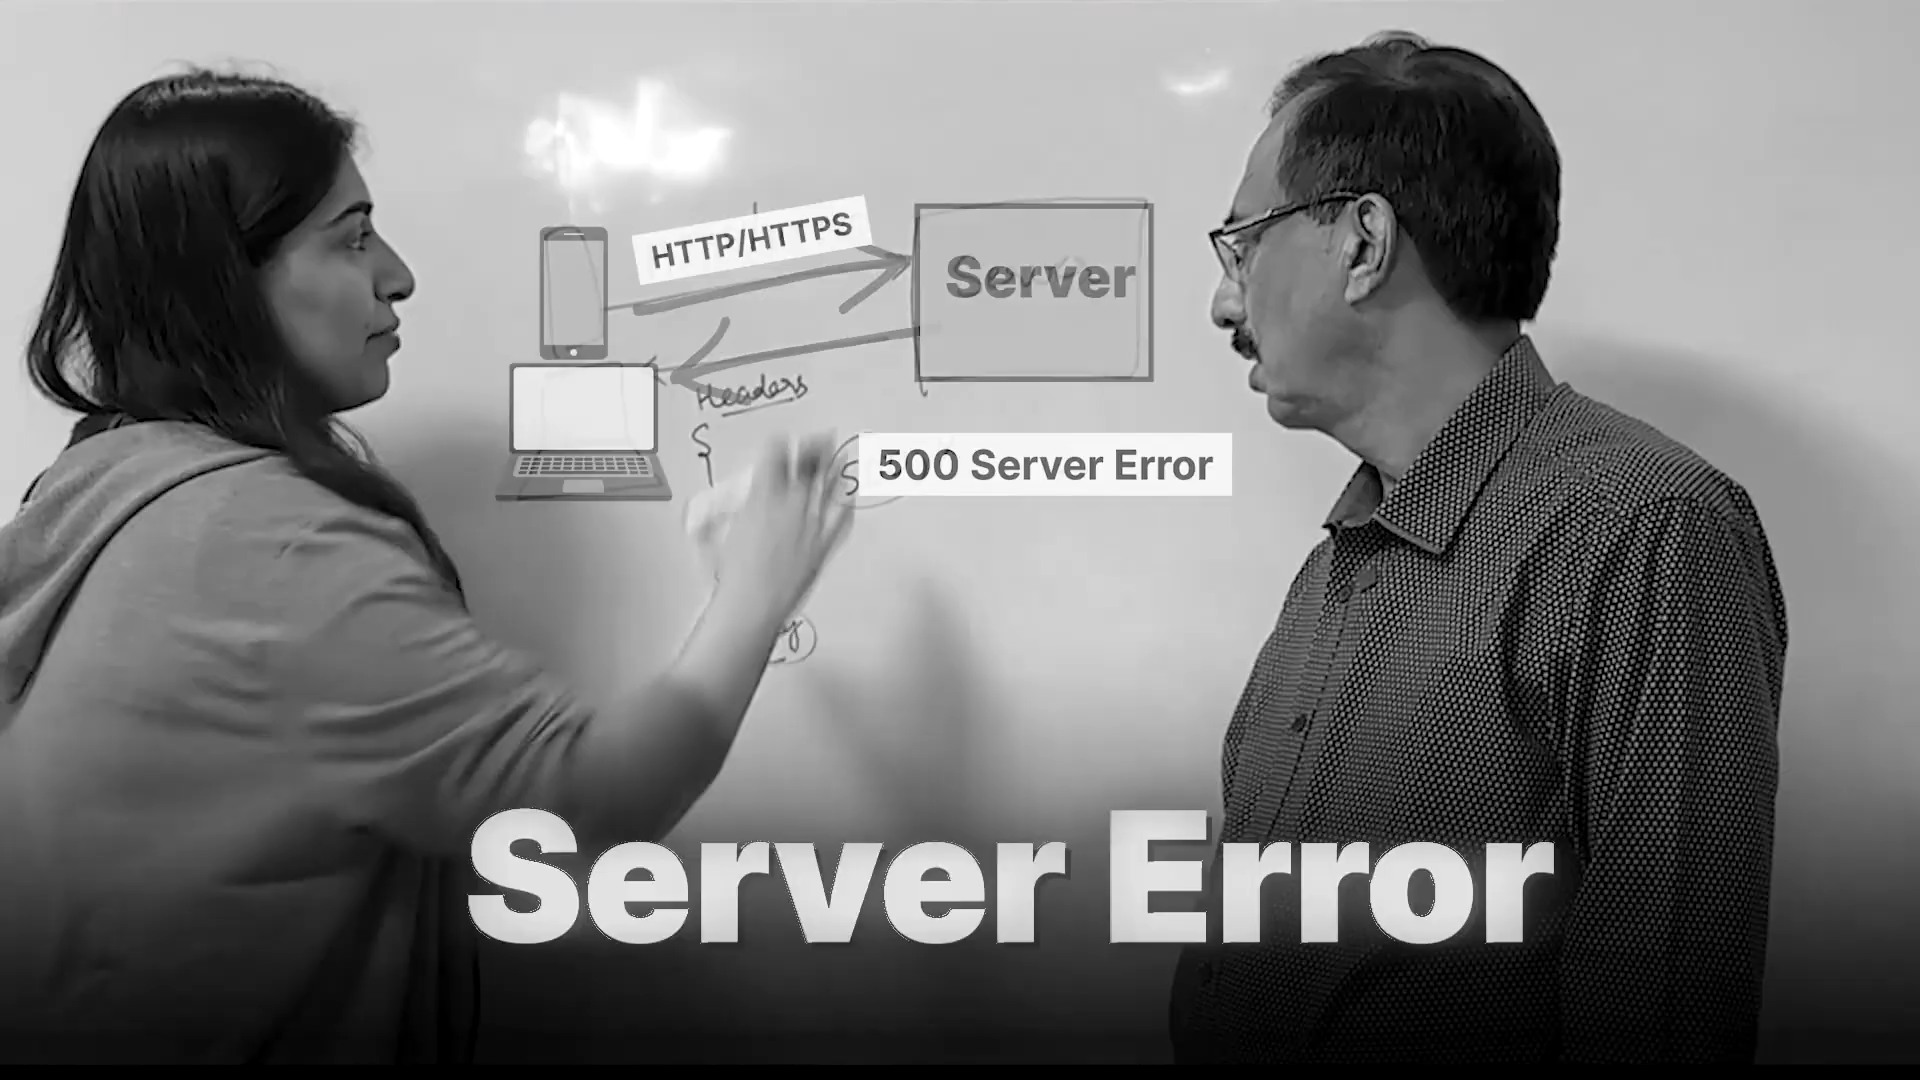 HTTP/HTTPS
Server
Headers
{
500 Server Error
Server Error